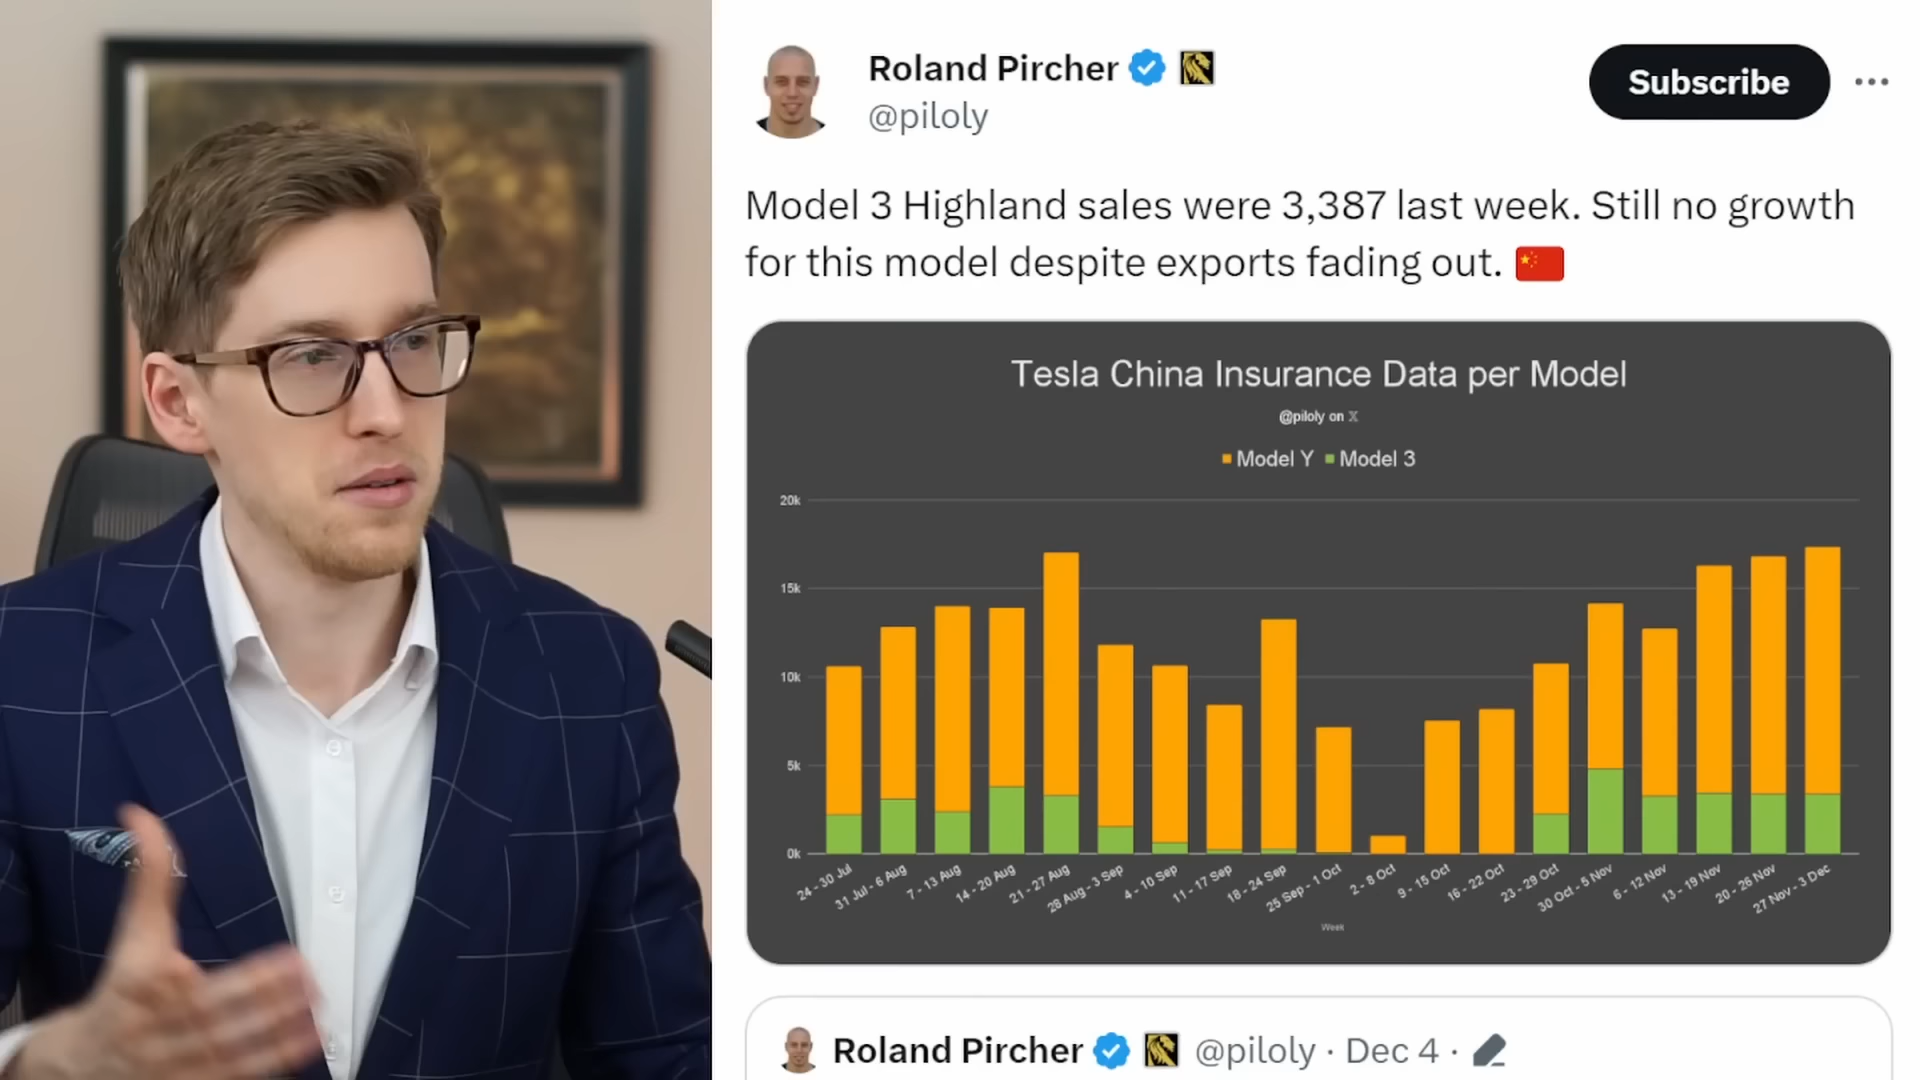 Roland Pircher
@piloly
Subscribe
Model 3 Highland sales were 3,387 last week. Still no growth
for this model despite exports fading out.
Tesla China Insurance Data per Model
@piloly on X
Model Y Model 3
20k
15k
10k
5k
0k
24 - 30 Jul
31 Jul - 6 Aug
7 - 13 Aug
14 - 20 Aug
21 - 27 Aug
28 Aug - 3 Sep
4 - 10 Sep
11 - 17 Sep
18 - 24 Sep
25 Sep - 1 Oct
2 - 8 Oct
9 - 15 Oct
16 - 22 Oct
23 - 29 Oct
30 Oct - 5 Nov
6 - 12 Nov
13 - 19 Nov
20 - 26 Nov
27 Nov - 3 Dec
Week
Roland Pircher @piloly · Dec 4 ·